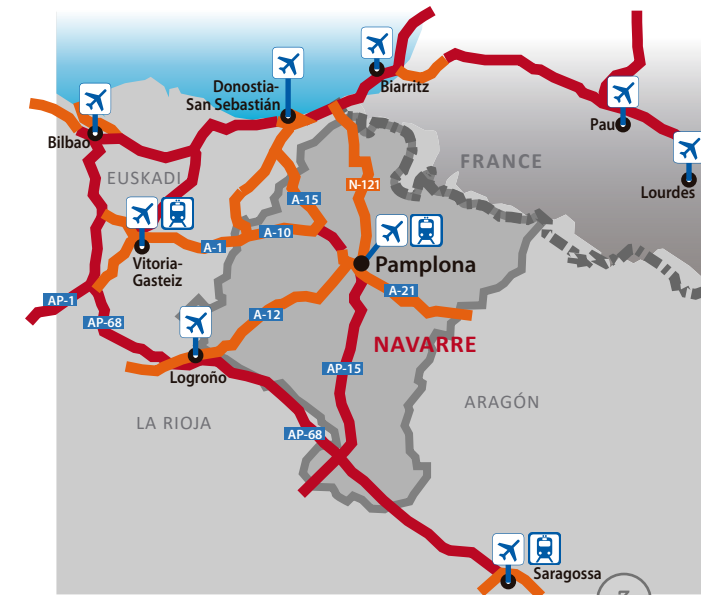 Donostia-
San Sebastián
Biarritz
Bilbao
Pau
EUSKADI
FRANCE
Lourdes
N-121
A-15
A-10
A-1
Vitoria-
Gasteiz
Pamplona
A-21
AP-1
AP-68
A-12
NAVARRE
Logroño
AP-15
LA RIOJA
ARAGÓN
AP-68
Saragossa